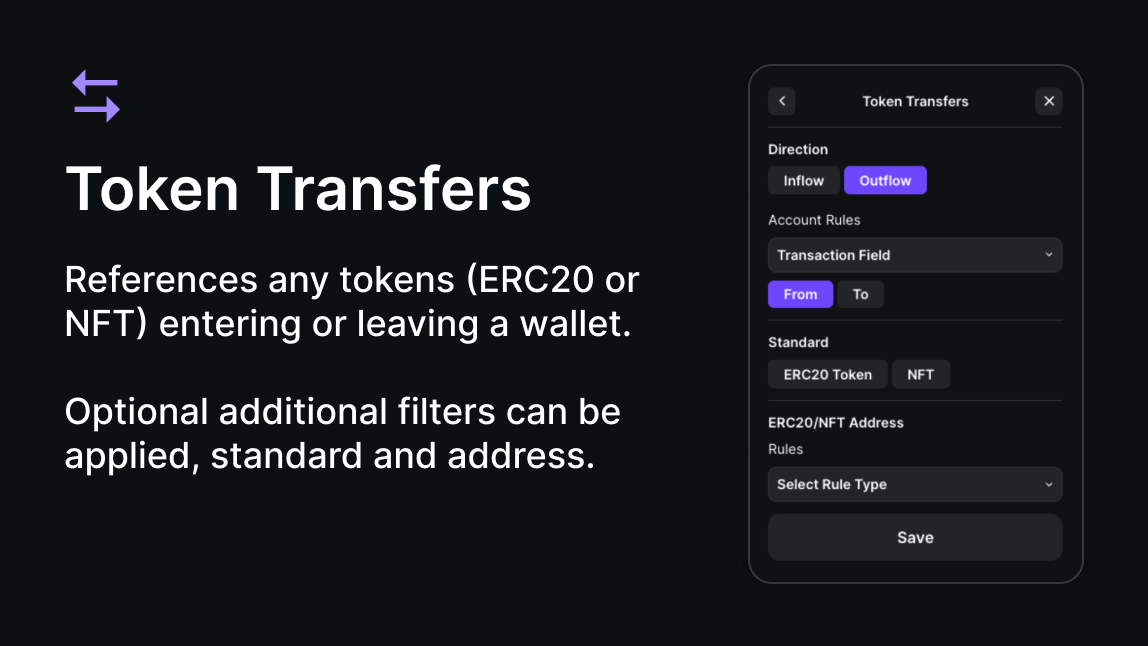 Token Transfers
References any tokens (ERC20 or
NFT) entering or leaving a wallet.
Optional additional filters can be
applied, standard and address.
Token Transfers
Direction
Inflow Outflow
Account Rules
Transaction Field
From To
Standard
ERC20 Token NFT
ERC20/NFT Address
Rules
Select Rule Type
Save